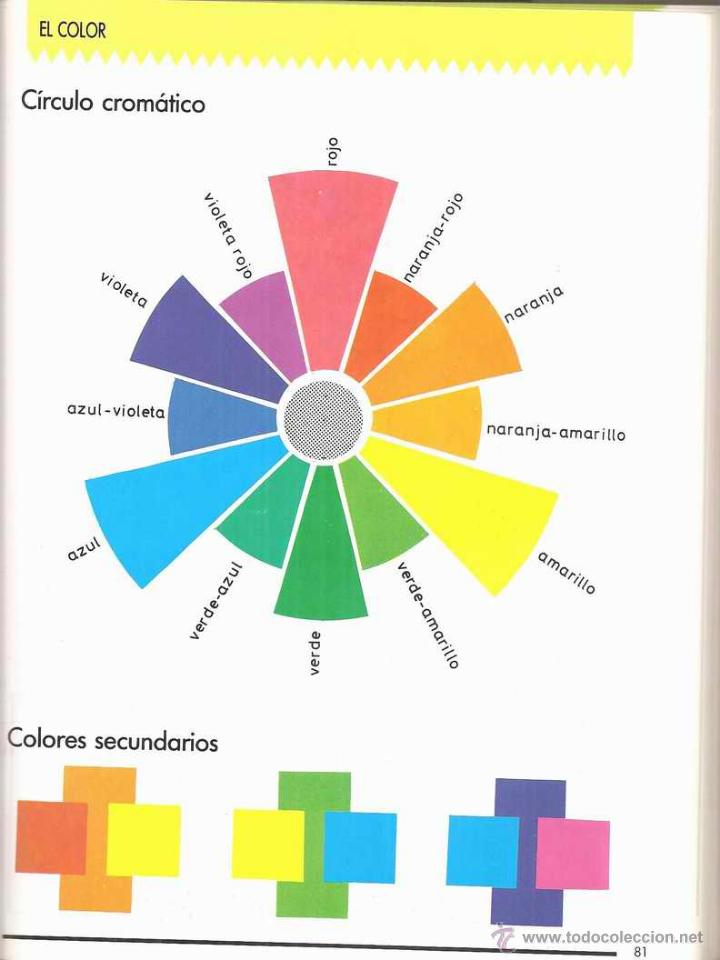 EL COLOR
Círculo cromático
rojo
violeta rojo
naranja-rojo
violeta
naranja
azul-violeta
naranja-amarillo
azul
amarillo
verde-azul
verde-amarillo
verde
Colores secundarios
www.todocoleccion.net
81